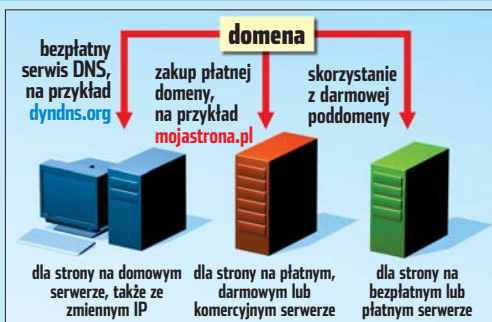 domena
bezpłatny
serwis DNS,
na przykład
dyndns.org
zakup płatnej
domeny,
na przykład
mojastrona.pl
skorzystanie
z darmowej
poddomeny
dla strony na domowym
serwerze, także ze
zmiennym IP
dla strony na płatnym,
darmowym lub
komercyjnym serwerze
dla strony na
bezpłatnym lub
płatnym serwerze